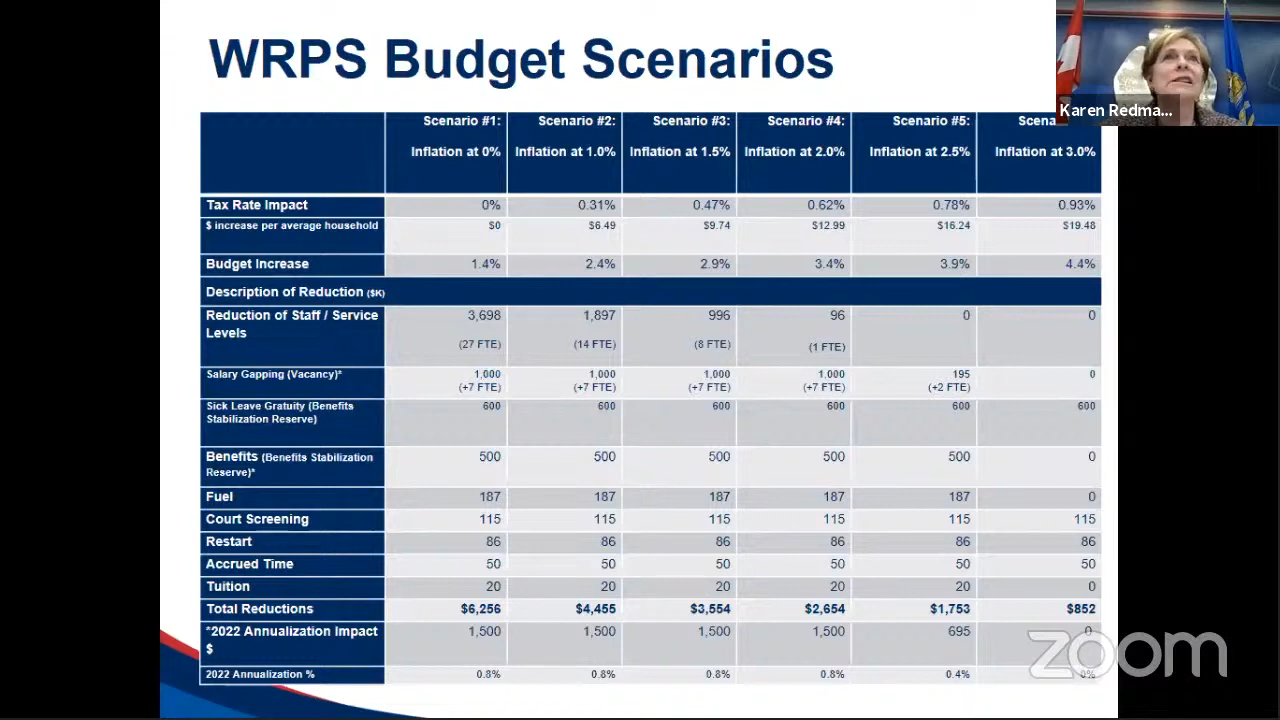 WRPS Budget Scenarios
Karen Redma...
Scenario #1: Scenario #2: Scenario #3: Scenario #4: Scenario #5: Scena
Inflation at 0% Inflation at 1.0% Inflation at 1.5% Inflation at 2.0% Inflation at 2.5% Inflation at 3.0%
Tax Rate Impact 0% 0.31% 0.47% 0.62% 0.78% 0.93%
$ increase per average household $0 $6.49 $9.74 $12.99 $16.24 $19.48
Budget Increase 1.4% 2.4% 2.9% 3.4% 3.9% 4.4%
Description of Reduction ($K)
Reduction of Staff / Service 3,698 1,897 996 96 0 0
Levels (27 FTE) (14 FTE) (8 FTE) (1 FTE)
Salary Gapping (Vacancy)* 1,000 1,000 1,000 1,000 195 0
(+7 FTE) (+7 FTE) (+7 FTE) (+7 FTE) (+2 FTE)
Sick Leave Gratuity (Benefits 600 600 600 600 600 600
Stabilization Reserve)
Benefits (Benefits Stabilization 500 500 500 500 500 0
Reserve)*
Fuel 187 187 187 187 187 0
Court Screening 115 115 115 115 115 115
Restart 86 86 86 86 86 86
Accrued Time 50 50 50 50 50 50
Tuition 20 20 20 20 20 0
Total Reductions $6,256 $4,455 $3,554 $2,654 $1,753 $852
*2022 Annualization Impact 1,500 1,500 1,500 1,500 695 0
$
2022 Annualization % 0.8% 0.8% 0.8% 0.8% 0.4% 0%
zoom